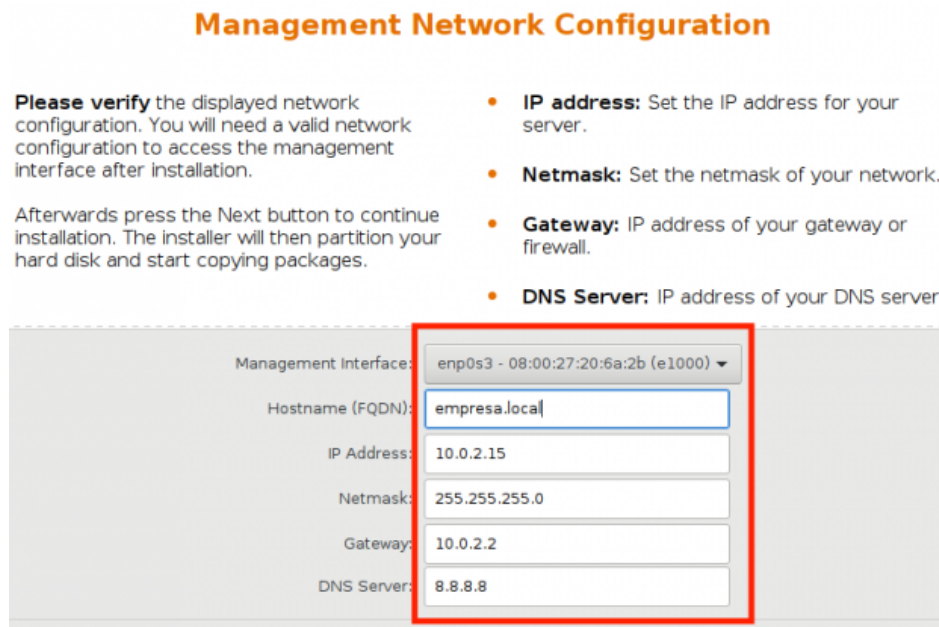 Management Network Configuration
Please verify the displayed network
configuration. You will need a valid network
configuration to access the management
interface after installation.
Afterwards press the Next button to continue
installation. The installer will then partition your
hard disk and start copying packages.
• IP address: Set the IP address for your
server.
• Netmask: Set the netmask of your network.
• Gateway: IP address of your gateway or
firewall.
• DNS Server: IP address of your DNS server
Management Interface: enp0s3 - 08:00:27:20:6a:2b (e1000)
Hostname (FQDN): empresa.local
IP Address: 10.0.2.15
Netmask: 255.255.255.0
Gateway: 10.0.2.2
DNS Server: 8.8.8.8